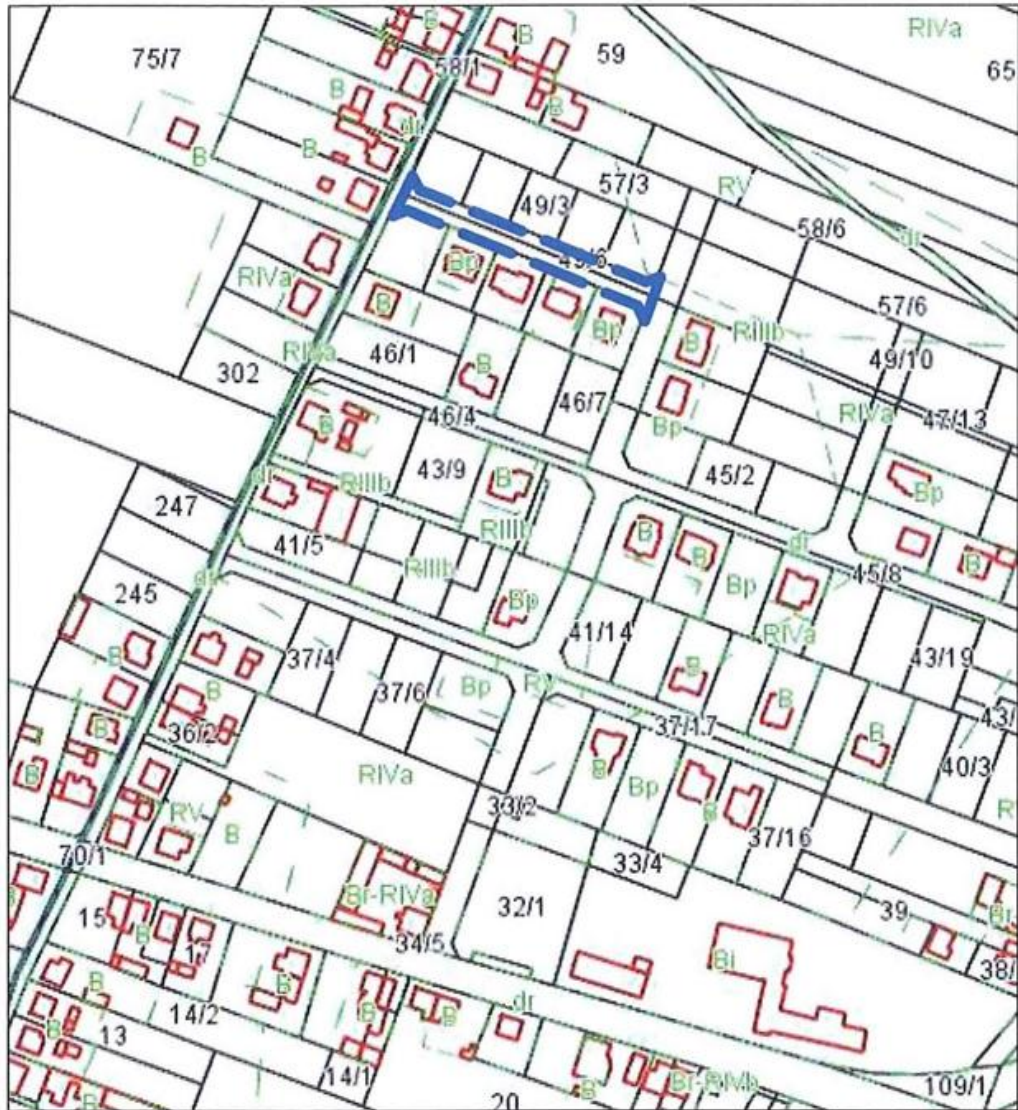 B
B
RIVa
75/7
58/1
59
65
B
B
dr
B
B
57/3
RV
49/3
58/6
dr
49/6
Bp
57/6
RIVa
B
Bp
B
RIIIb
49/10
46/1
RIVa
302
B
46/7
RIVa
47/13
46/4
Bp
B
43/9
B
45/2
dr
RIIIb
Bp
247
RIIIb
B
dr
41/5
RIIIb
B
Bp
45/8
B
dr
245
Bp
41/14
RIVa
B
37/4
43/19
37/6
Bp
RV
B
B
43/
B
36/2
37/17
B
B
40/3
RIVa
B
Bp
R
RV
B
33/2
B
37/16
70/1
33/4
B
Br-RIVa
32/1
39
Br
15
B
17
34/5
Bi
38/
B
B
dr
14/2
B
B
B
13
14/1
109/1
B
Br-RIVb
B
20